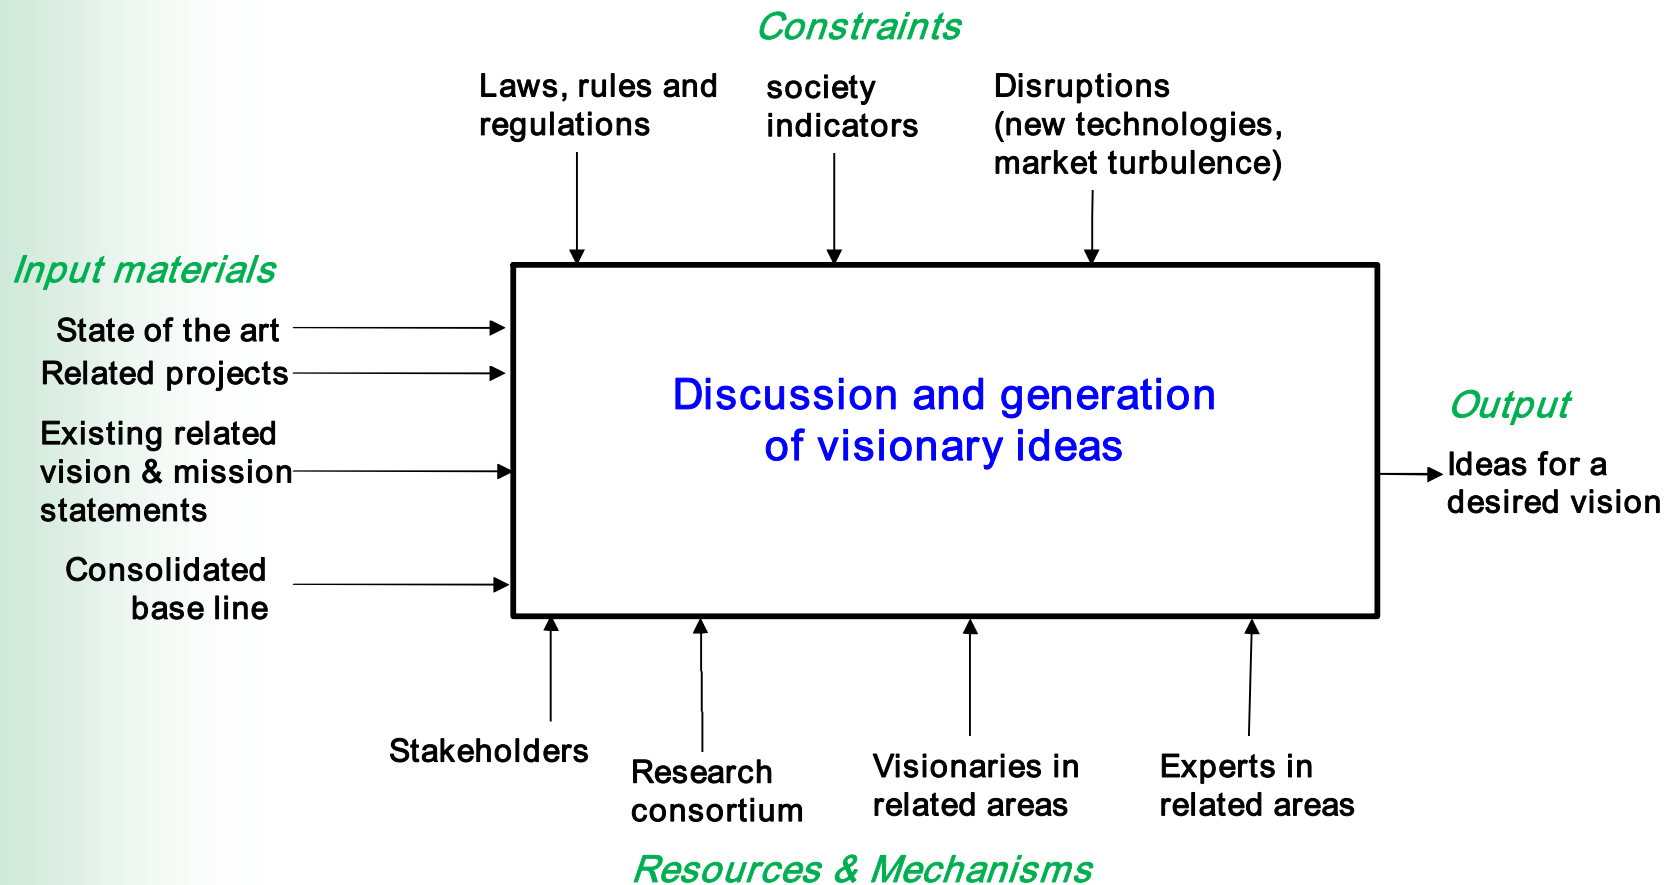 Constraints
Laws, rules and
regulations
society
indicators
Disruptions
(new technologies,
market turbulence)
Input materials
State of the art
Related projects
Existing related
vision & mission
statements
Consolidated
base line
Discussion and generation
of visionary ideas
Output
Ideas for a
desired vision
Stakeholders
Research
consortium
Visionaries in
related areas
Experts in
related areas
Resources & Mechanisms